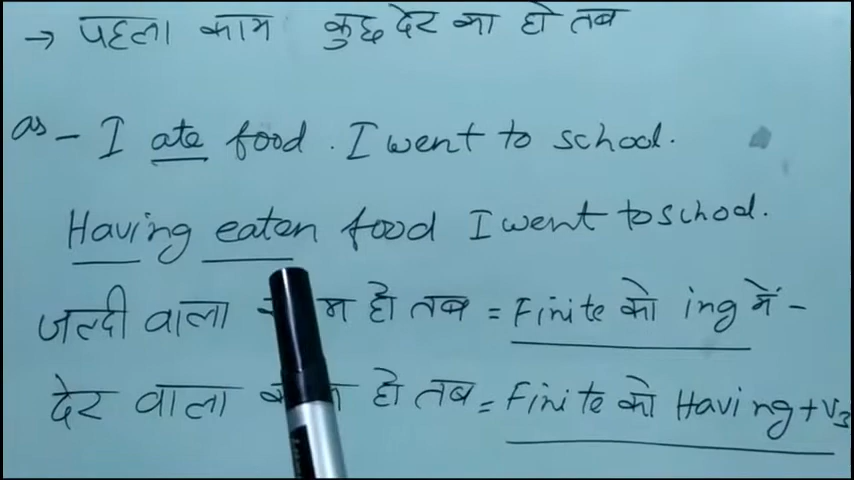 → पहला काम कुछ देर का हो तब
as - I ate food. I went to school.
Having eaten food I went to school.
जल्दी वाला हो तब = Finite को ing में -
देर वाला हो तब = Finite को Having + V3